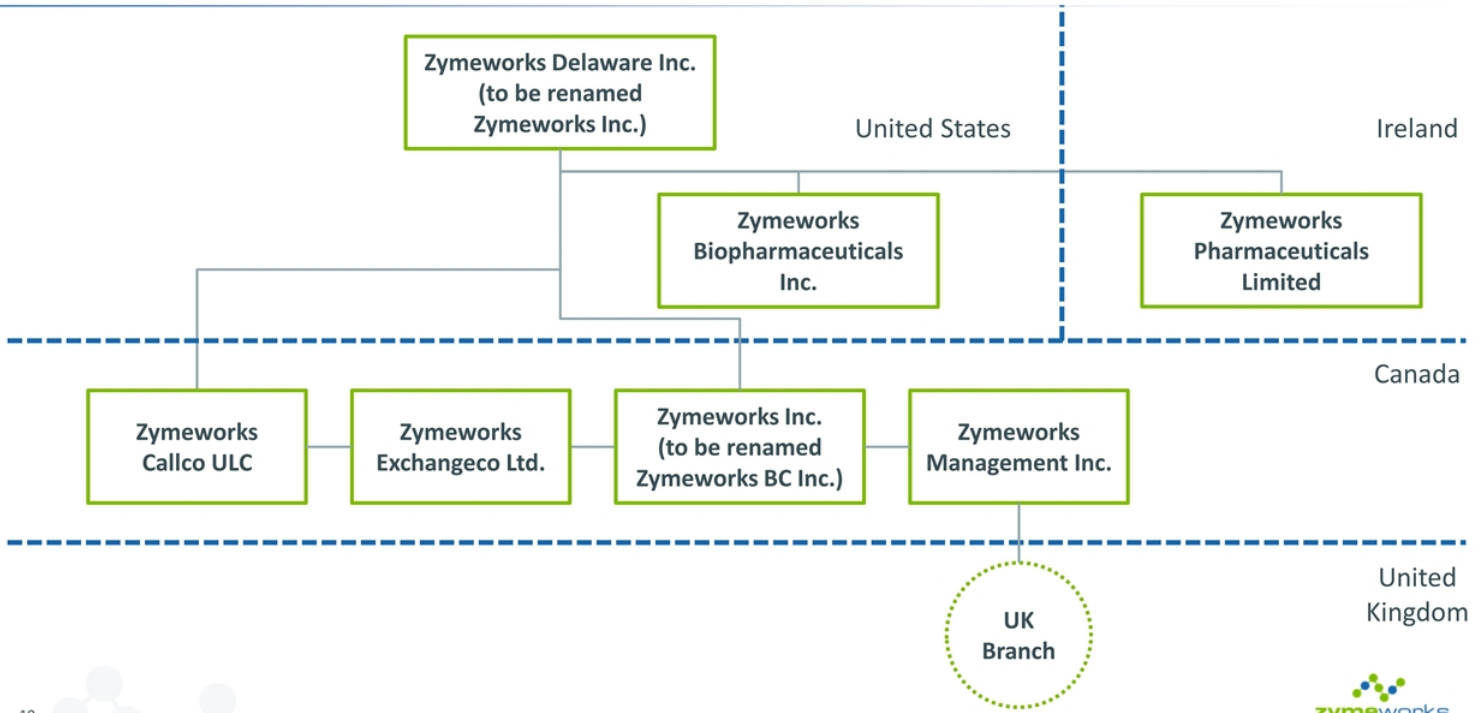 Zymeworks Delaware Inc.
(to be renamed
Zymeworks Inc.)
United States
Ireland
Zymeworks
Biopharmaceuticals
Inc.
Zymeworks
Pharmaceuticals
Limited
Canada
Zymeworks
Callco ULC
Zymeworks
Exchangeco Ltd.
Zymeworks Inc.
(to be renamed
Zymeworks BC Inc.)
Zymeworks
Management Inc.
United
Kingdom
UK
Branch
zymeworks